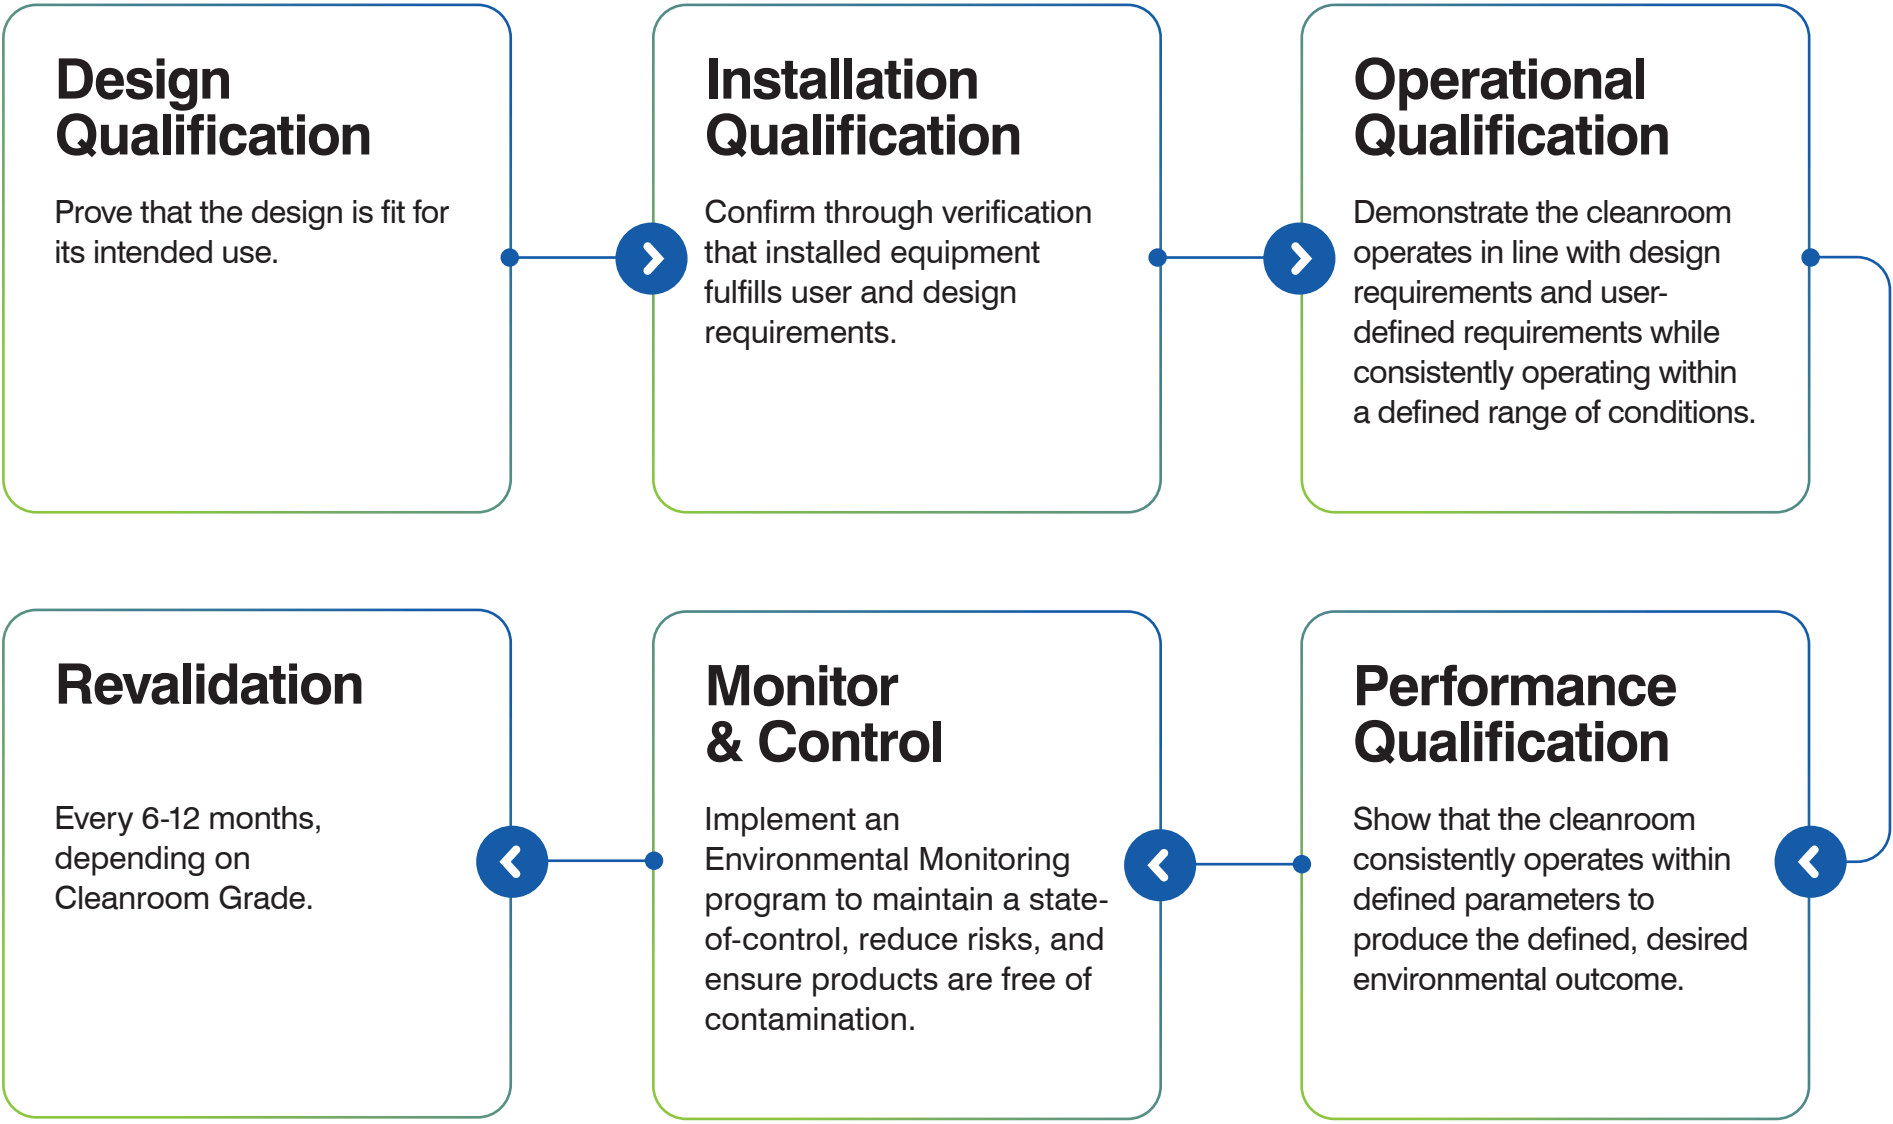 Design
Qualification
Prove that the design is fit for
its intended use.
Installation
Qualification
Confirm through verification
that installed equipment
fulfills user and design
requirements.
Operational
Qualification
Demonstrate the cleanroom
operates in line with design
requirements and user-
defined requirements while
consistently operating within
a defined range of conditions.
Performance
Qualification
Show that the cleanroom
consistently operates within
defined parameters to
produce the defined, desired
environmental outcome.
Monitor
& Control
Implement an
Environmental Monitoring
program to maintain a state-
of-control, reduce risks, and
ensure products are free of
contamination.
Revalidation
Every 6-12 months,
depending on
Cleanroom Grade.